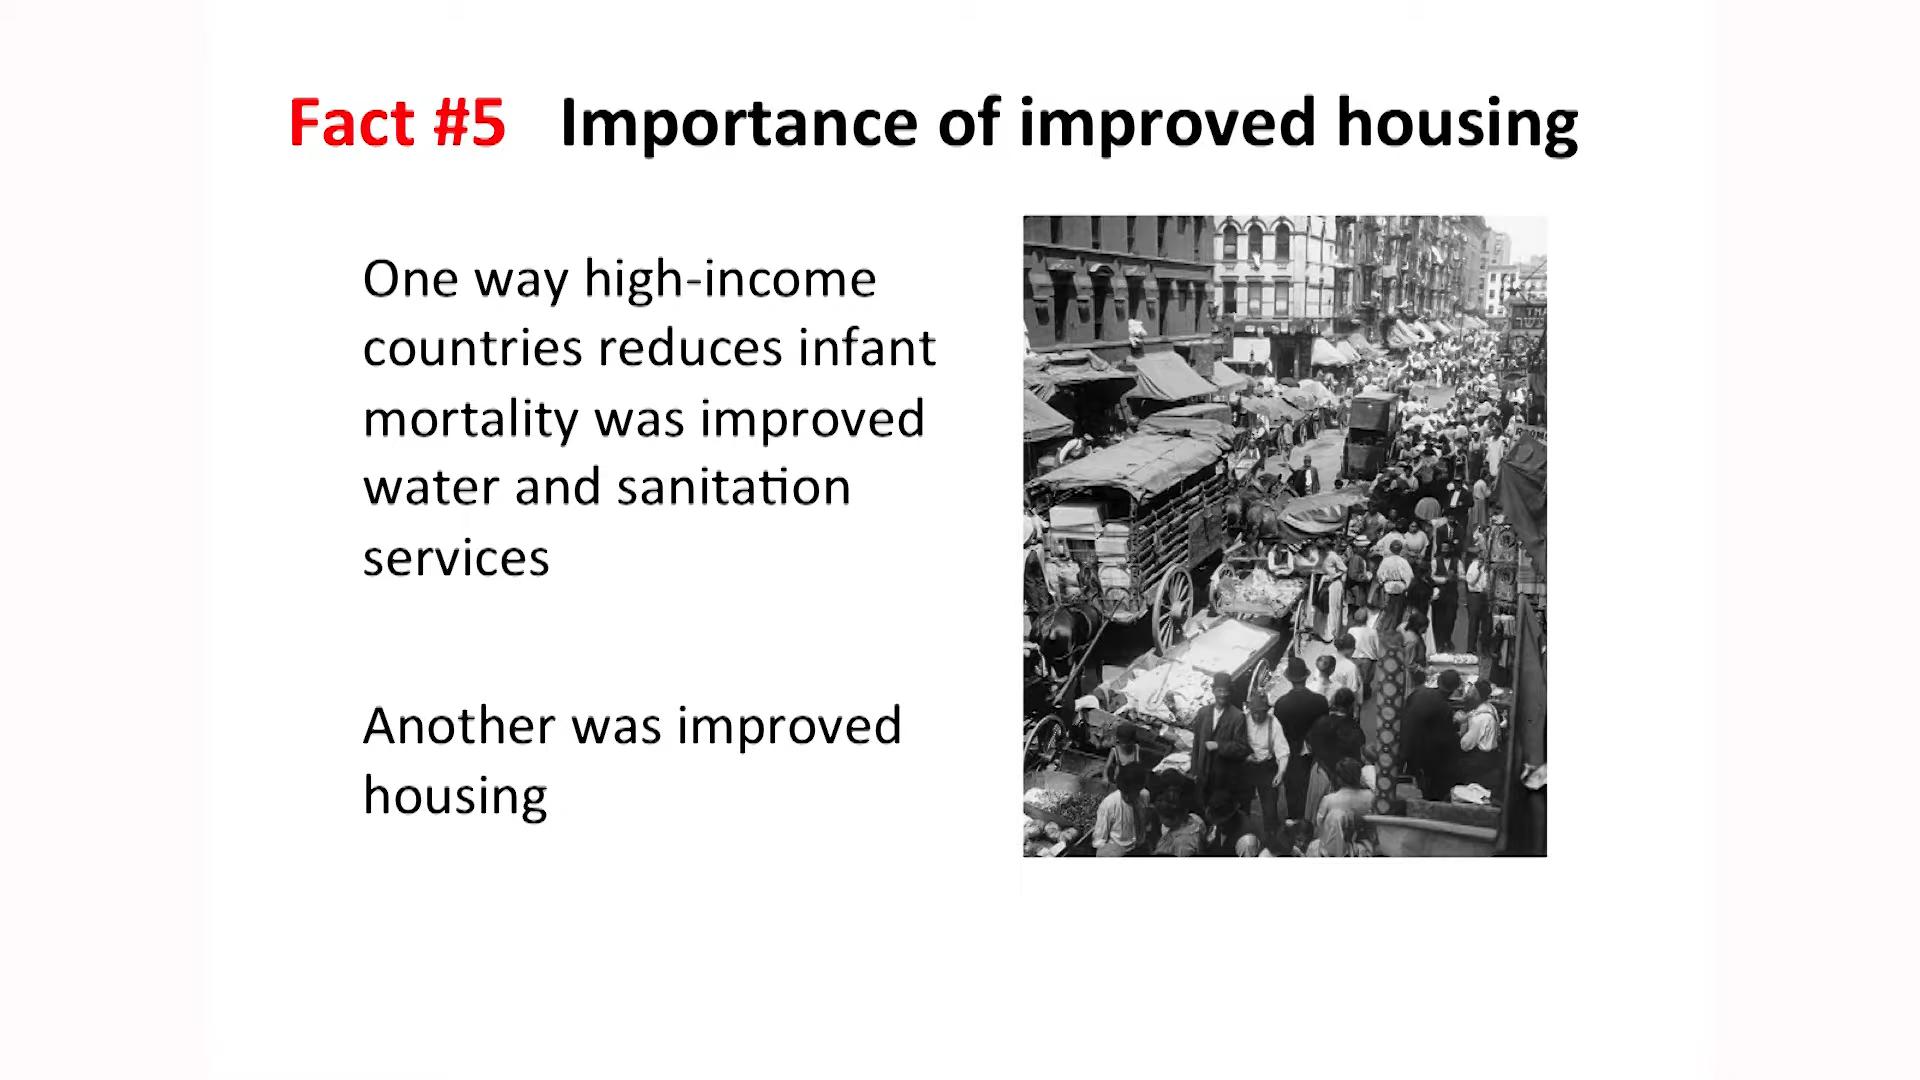 Fact #5 Importance of improved housing
One way high-income
countries reduces infant
mortality was improved
water and sanitation
services
Another was improved
housing